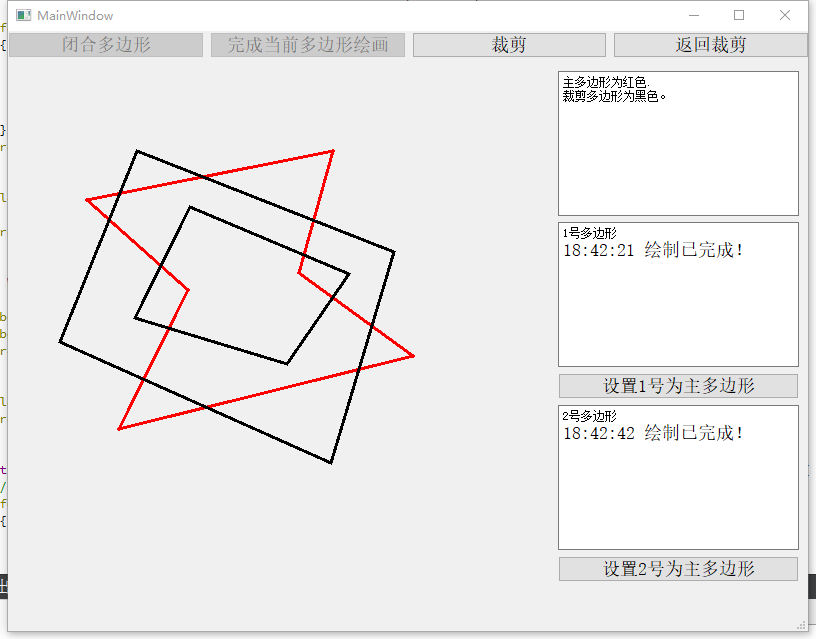 MainWindow
闭合多边形
完成当前多边形绘画
裁剪
返回裁剪
主多边形为红色.
裁剪多边形为黑色。
1号多边形
18:42:21 绘制已完成!
设置1号为主多边形
2号多边形
18:42:42 绘制已完成!
设置2号为主多边形